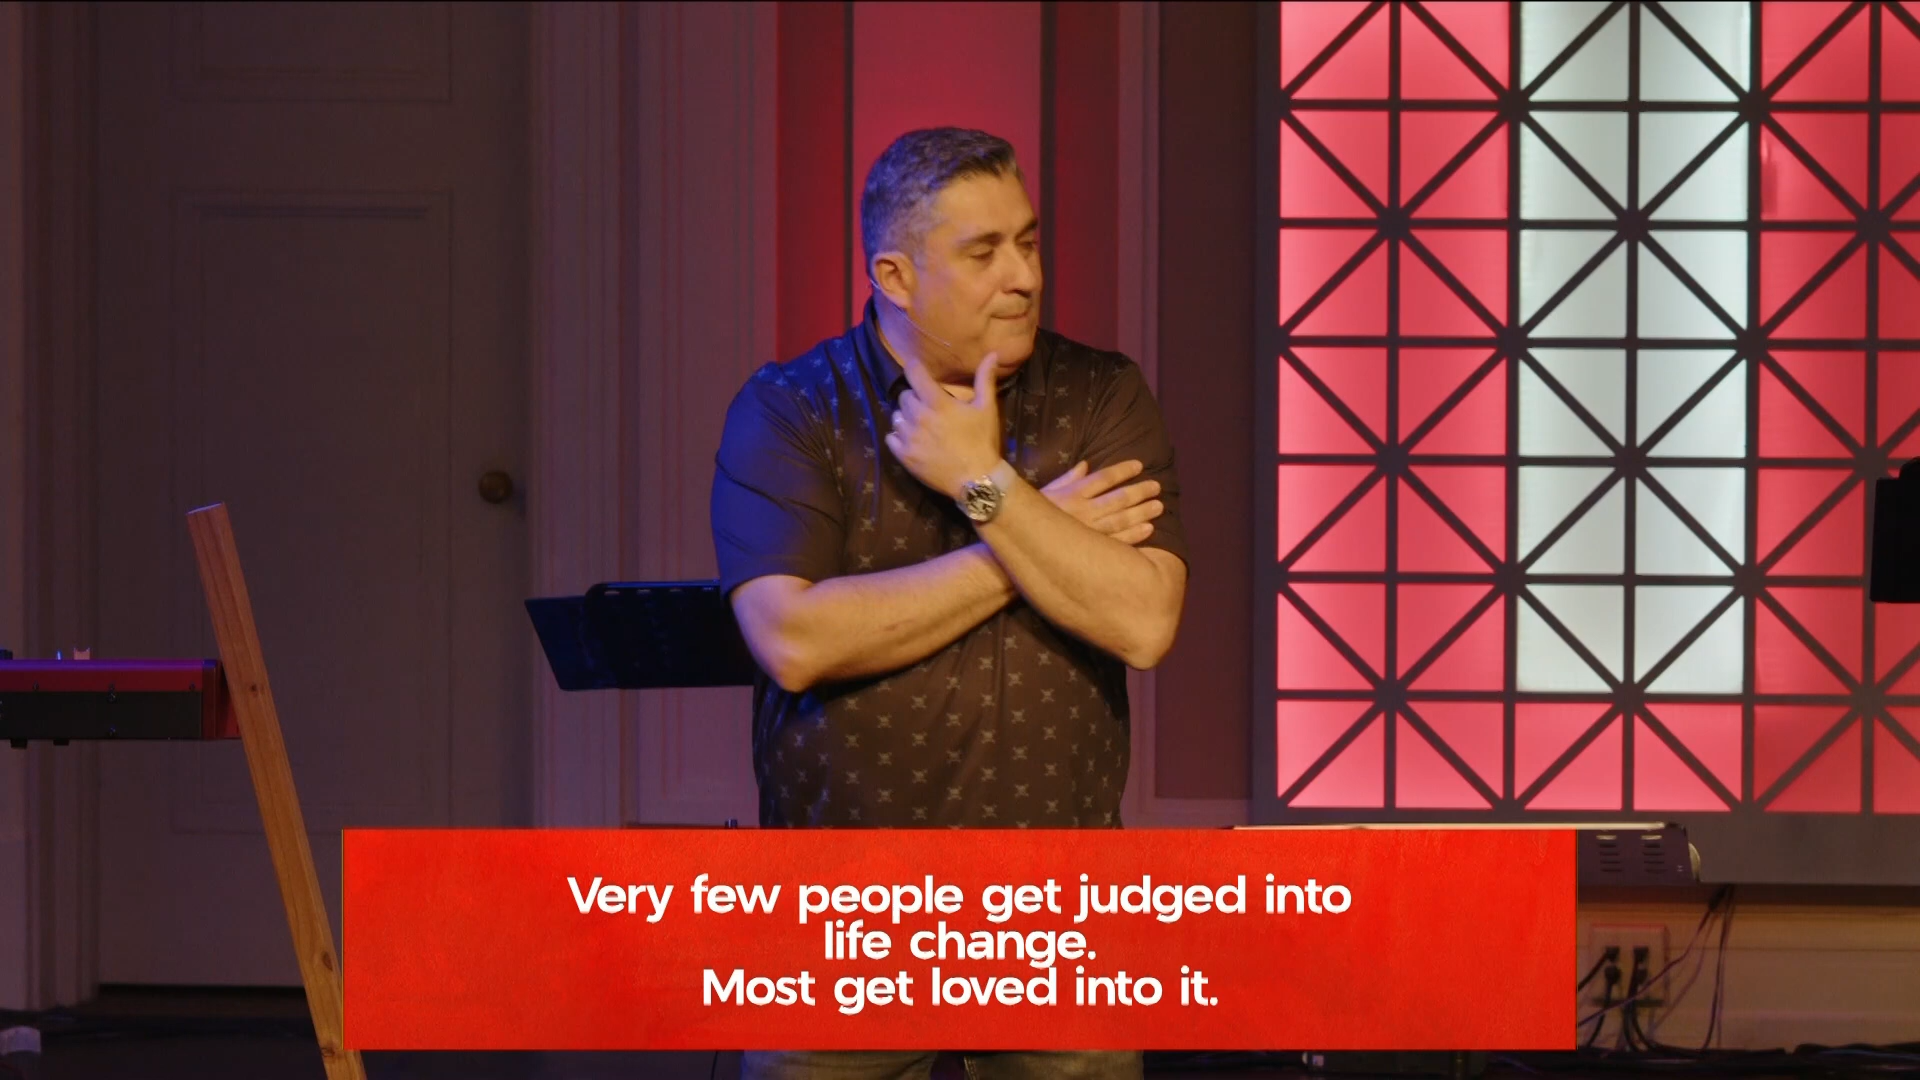 Very few people get judged into
life change.
Most get loved into it.